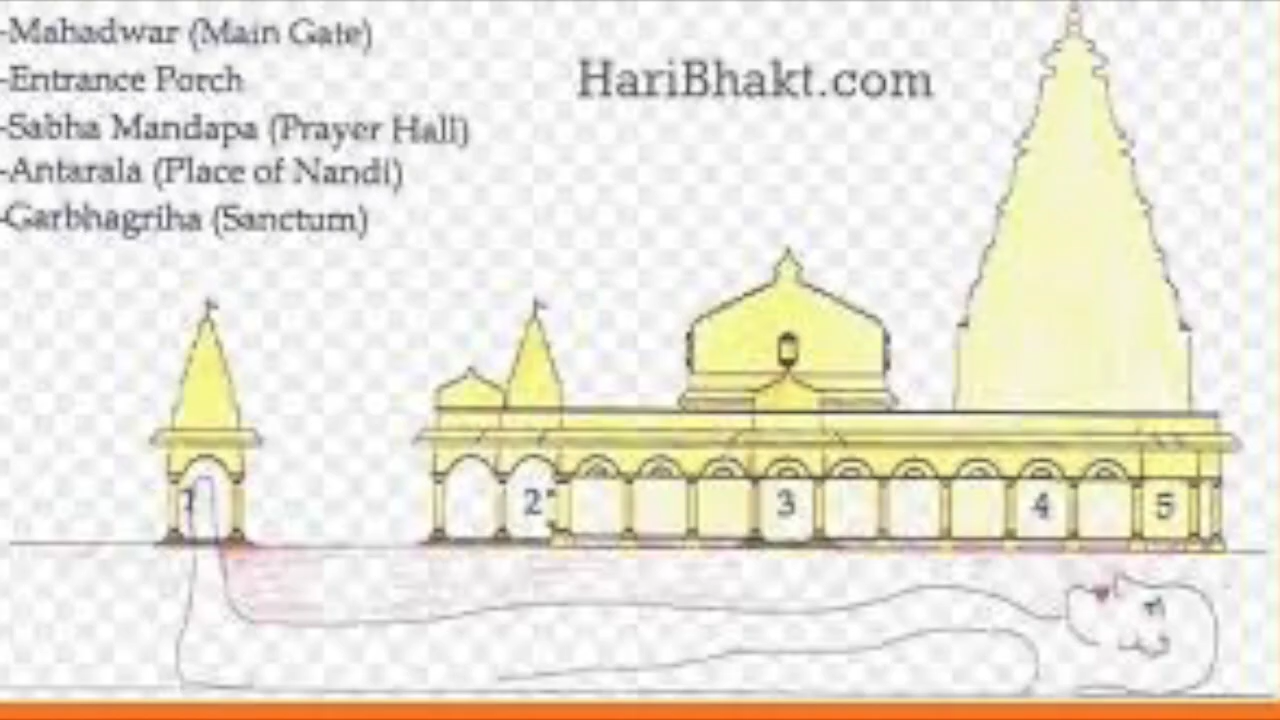 -Mahadwar (Main Gate)
-Entrance Porch
-Sabha Mandapa (Prayer Hall)
-Antarala (Place of Nandi)
-Garbhagriha (Sanctum)
HariBhakt.com
1
2
3
4
5